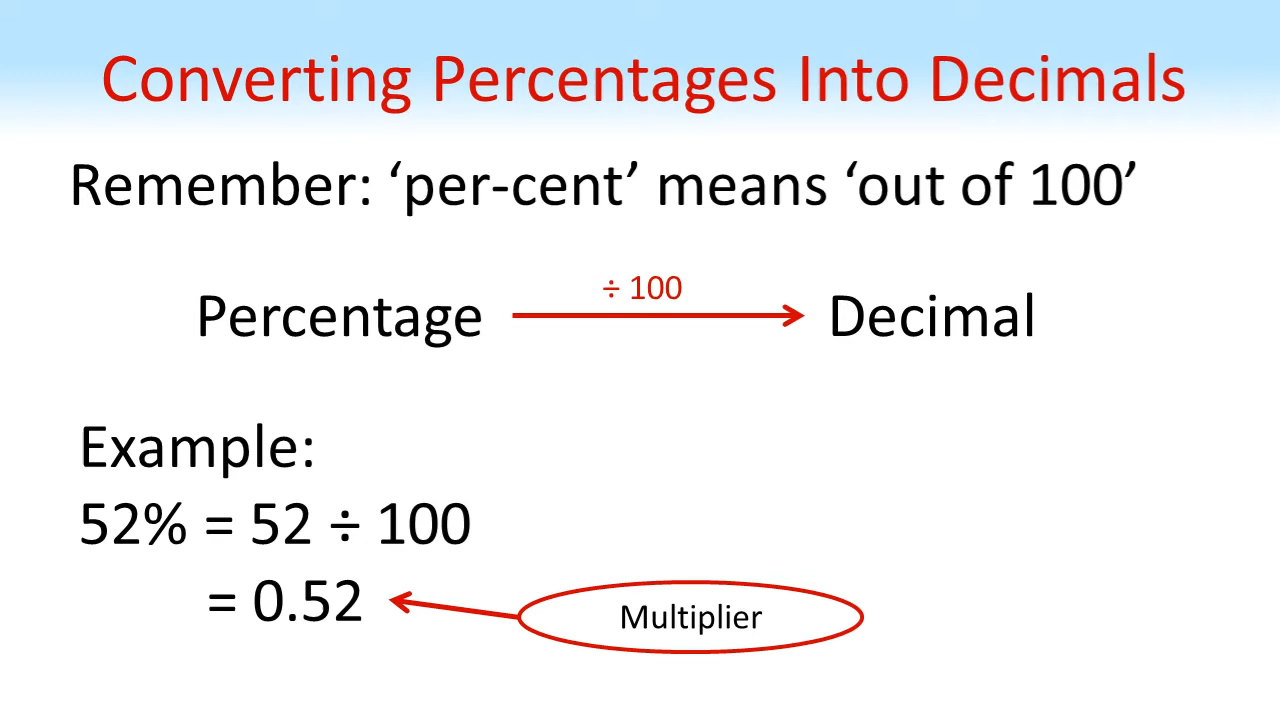 Converting Percentages Into Decimals
Remember: ‘per-cent’ means ‘out of 100’
÷ 100
Percentage Decimal
Example:
52% = 52 ÷ 100
= 0.52
Multiplier